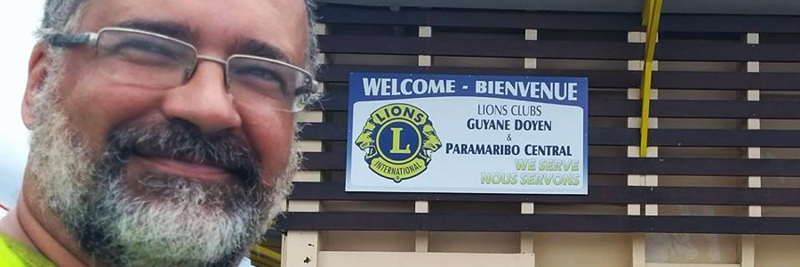 WELCOME - BIENVENUE
LIONS CLUBS
GUYANE DOYEN
&
PARAMARIBO CENTRAL
WE SERVE
NOUS SERVONS
LIONS
L
INTERNATIONAL